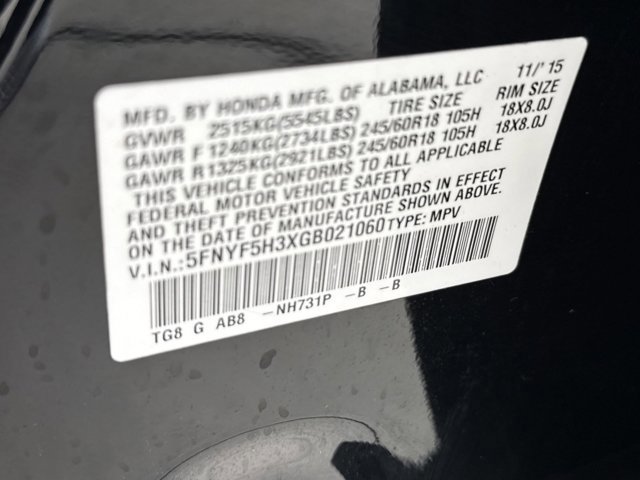 MFD. BY HONDA MFG. OF ALABAMA, LLC 11/'15
GVWR 2515KG(5545LBS) TIRE SIZE RIM SIZE
GAWR F 1240KG(2734LBS) 245/60R18 105H 18X8.0J
GAWR R 1325KG(2921LBS) 245/60R18 105H 18X8.0J
THIS VEHICLE CONFORMS TO ALL APPLICABLE
FEDERAL MOTOR VEHICLE SAFETY
AND THEFT PREVENTION STANDARDS IN EFFECT
ON THE DATE OF MANUFACTURE SHOWN ABOVE.
V.I.N.:5FNYF5H3XGB021060 TYPE: MPV
TG8 G AB8 -NH731P -B -B